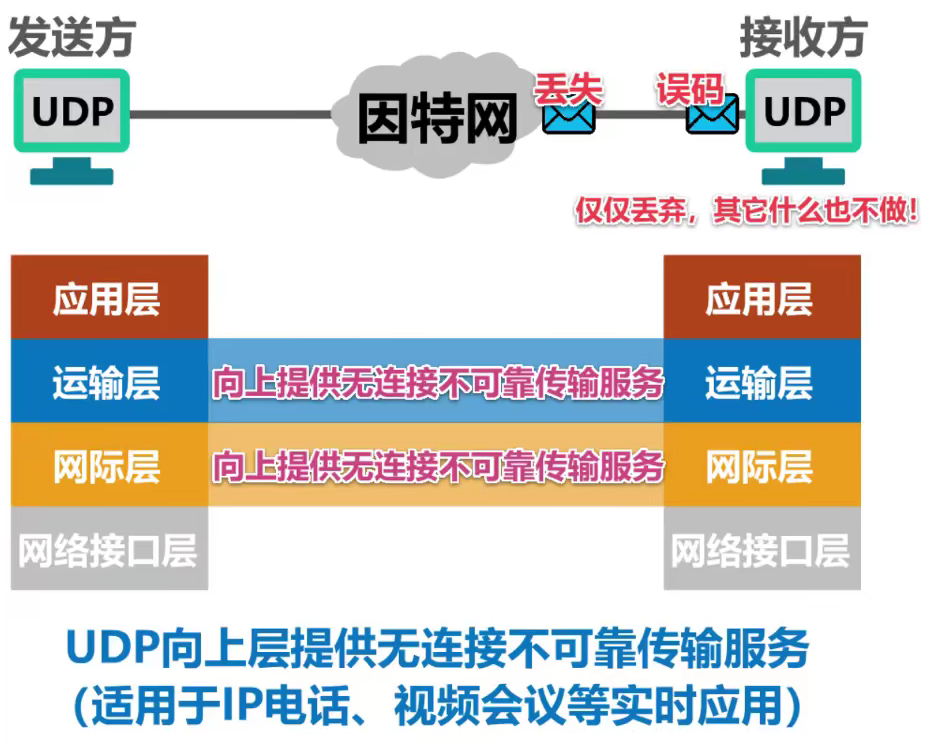 发送方
接收方
UDP
因特网
丢失
误码
UDP
仅仅丢弃，其它什么也不做！
应用层
应用层
运输层
向上提供无连接不可靠传输服务
运输层
网际层
向上提供无连接不可靠传输服务
网际层
网络接口层
网络接口层
UDP向上层提供无连接不可靠传输服务
（适用于IP电话、视频会议等实时应用）